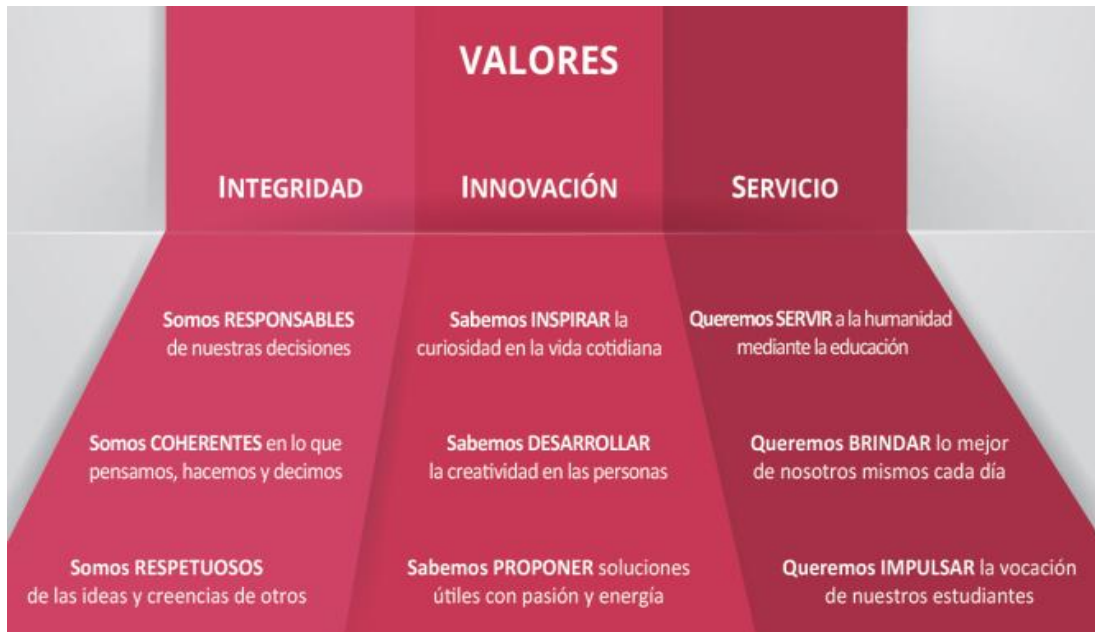 VALORES
INTEGRIDAD
INNOVACIÓN
SERVICIO
Somos RESPONSABLES
de nuestras decisiones
Sabemos INSPIRAR la
curiosidad en la vida cotidiana
Queremos SERVIR a la humanidad
mediante la educación
Somos COHERENTES en lo que
pensamos, hacemos y decimos
Sabemos DESARROLLAR
la creatividad en las personas
Queremos BRINDAR lo mejor
de nosotros mismos cada día
Somos RESPETUOSOS
de las ideas y creencias de otros
Sabemos PROPONER soluciones
útiles con pasión y energía
Queremos IMPULSAR la vocación
de nuestros estudiantes